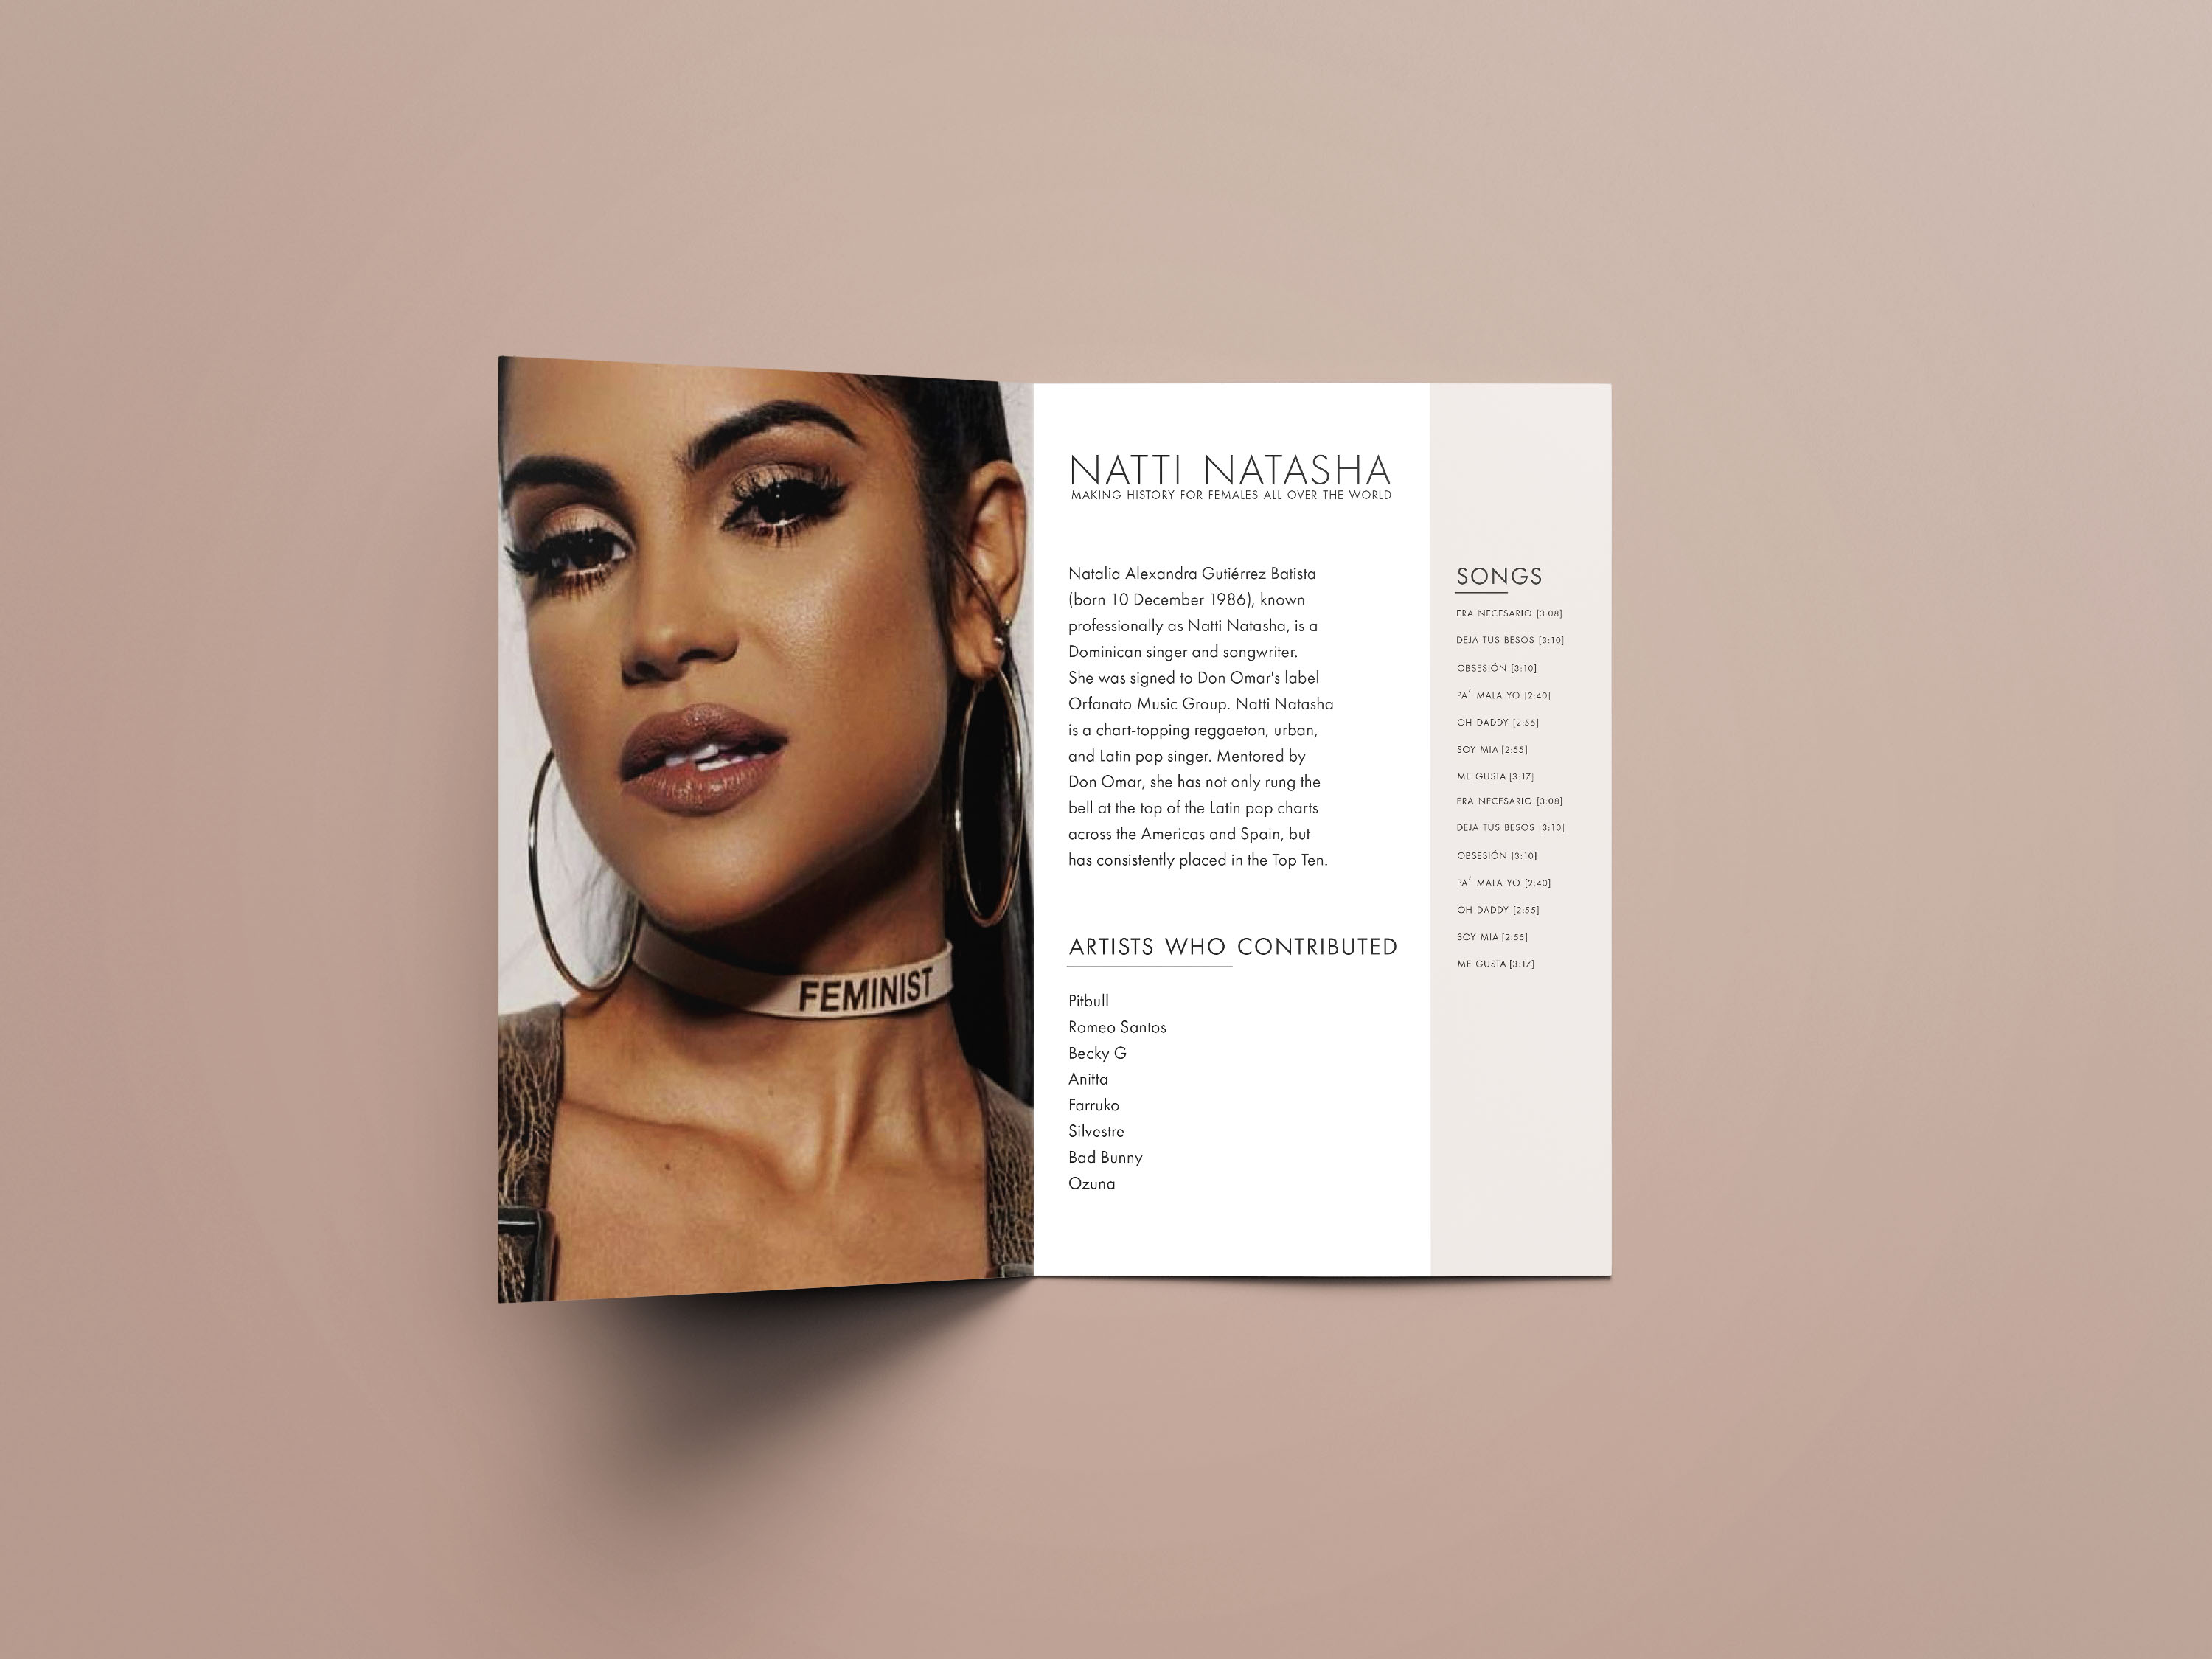 FEMINIST
NATTI NATASHA
MAKING HISTORY FOR FEMALES ALL OVER THE WORLD
Natalia Alexandra Gutiérrez Batista
(born 10 December 1986), known
professionally as Natti Natasha, is a
Dominican singer and songwriter.
She was signed to Don Omar's label
Orfanato Music Group. Natti Natasha
is a chart-topping reggaeton, urban,
and Latin pop singer. Mentored by
Don Omar, she has not only rung the
bell at the top of the Latin pop charts
across the Americas and Spain, but
has consistently placed in the Top Ten.
ARTISTS WHO CONTRIBUTED
Pitbull
Romeo Santos
Becky G
Anitta
Farruko
Silvestre
Bad Bunny
Ozuna
SONGS
ERA NECESARIO [3:08]
DEJA TUS BESOS [3:10]
OBSESIÓN [3:10]
PA´ MALA YO [2:40]
OH DADDY [2:55]
SOY MIA [2:55]
ME GUSTA [3:17]
ERA NECESARIO [3:08]
DEJA TUS BESOS [3:10]
OBSESIÓN [3:10]
PA´ MALA YO [2:40]
OH DADDY [2:55]
SOY MIA [2:55]
ME GUSTA [3:17]